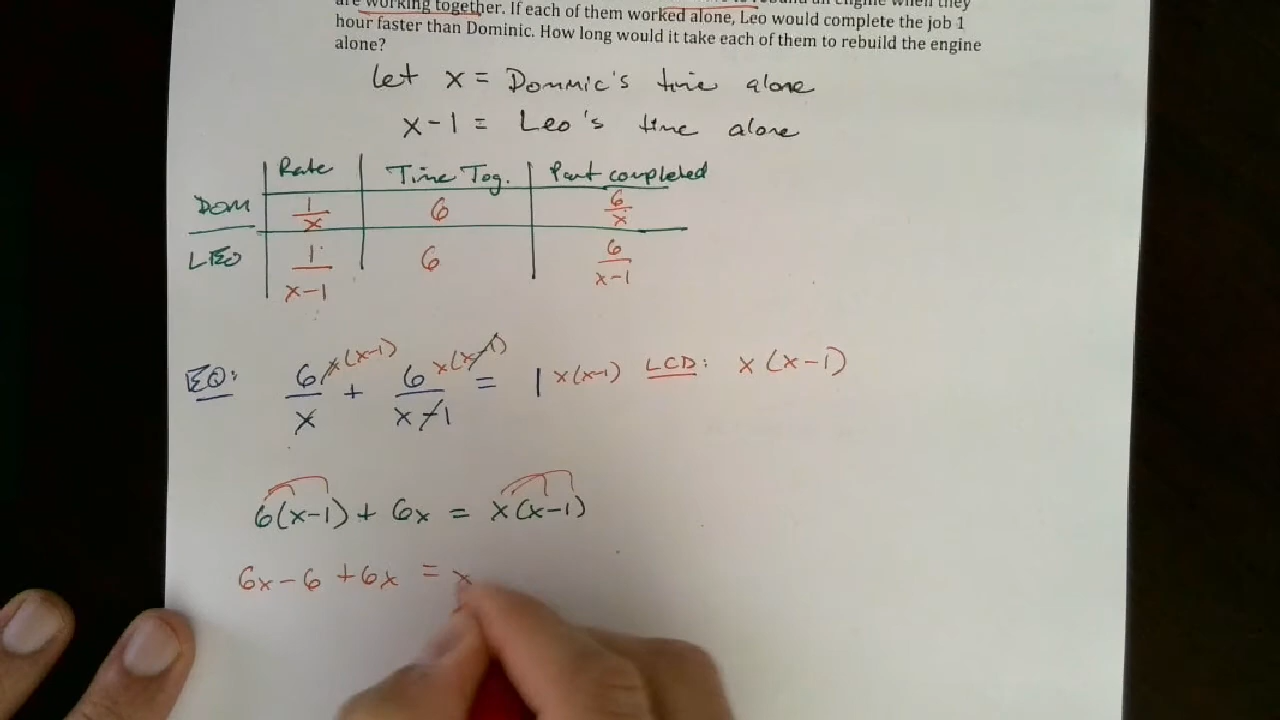 are working together. If each of them worked alone, Leo would complete the job 1
hour faster than Dominic. How long would it take each of them to rebuild the engine
alone?
Let x = Dominic's time alone
x-1 = Leo's time alone
Rate Time Tog. Part completed
DOM 1/x 6 6/x
LEO 1/(x-1) 6 6/(x-1)
EQ: 6/x x(x-1) + 6/(x-1) x(x-1) = 1 x(x-1) LCD: x(x-1)
6(x-1) + 6x = x(x-1)
6x - 6 + 6x = x